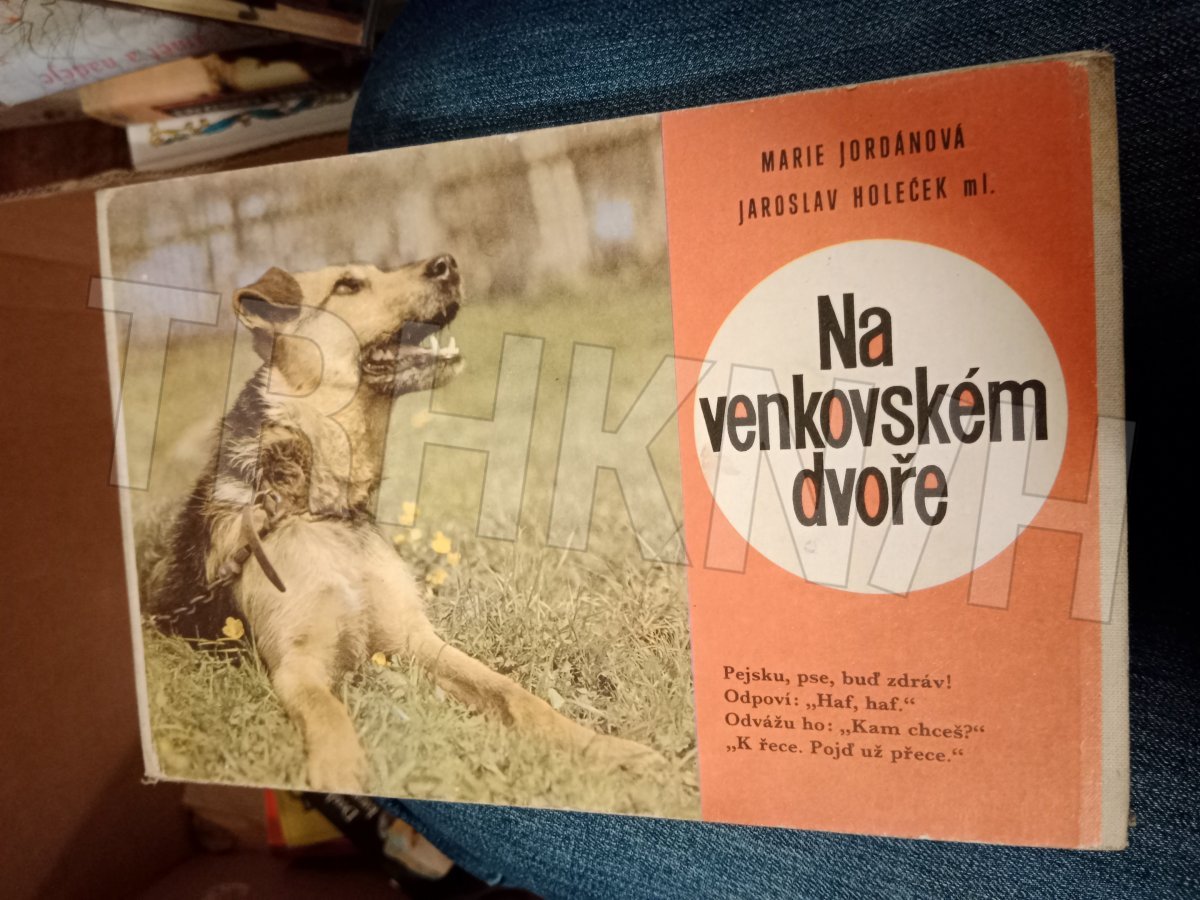 MARIE JORDÁNOVÁ
JAROSLAV HOLEČEK ml.
Na
venkovském
dvoře
Pejsku, pse, buď zdráv!
Odpoví: „Haf, haf.“
Odvážu ho: „Kam chceš?“
„K řece. Pojď už přece.“
TRHKNIH